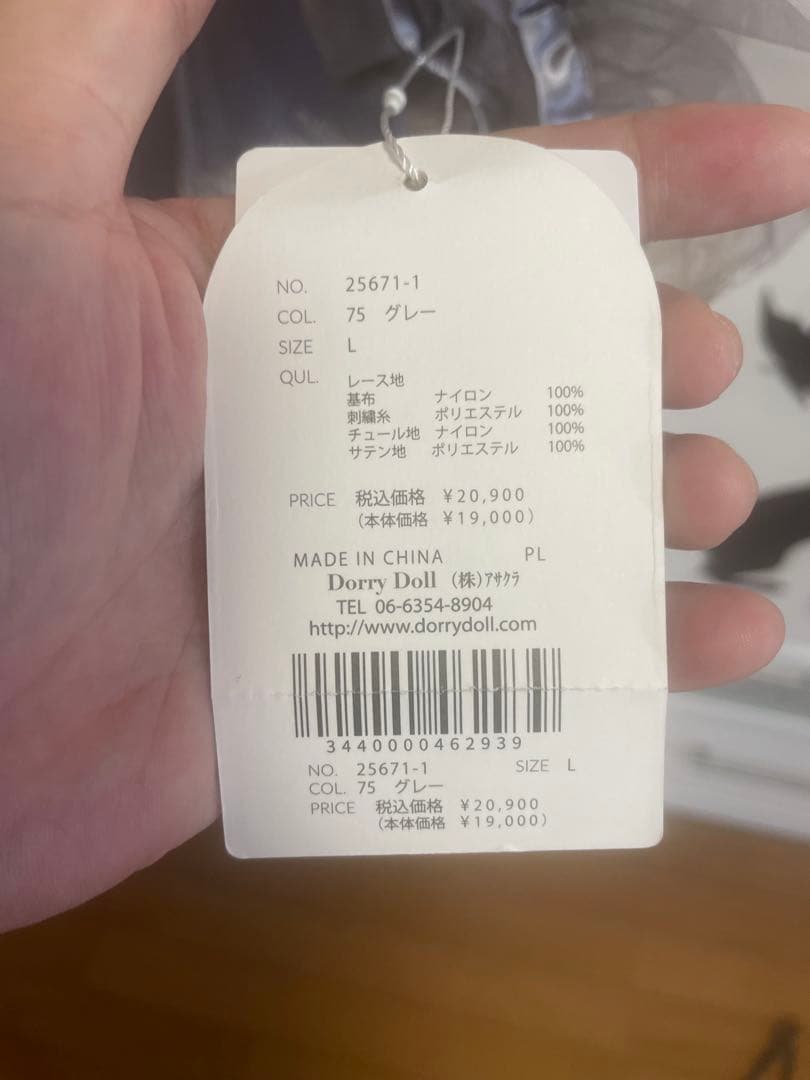 NO. 25671-1
COL. 75 グレー
SIZE L
QUL. レース地
基布 ナイロン 100%
刺繍糸 ポリエステル 100%
チュール地 ナイロン 100%
サテン地 ポリエステル 100%
PRICE 税込価格 ¥20,900
(本体価格 ¥19,000)
MADE IN CHINA PL
Dorry Doll (株)アサクラ
TEL 06-6354-8904
http://www.dorrydoll.com
3440000462939
NO. 25671-1 SIZE L
COL. 75 グレー
PRICE 税込価格 ¥20,900
(本体価格 ¥19,000)